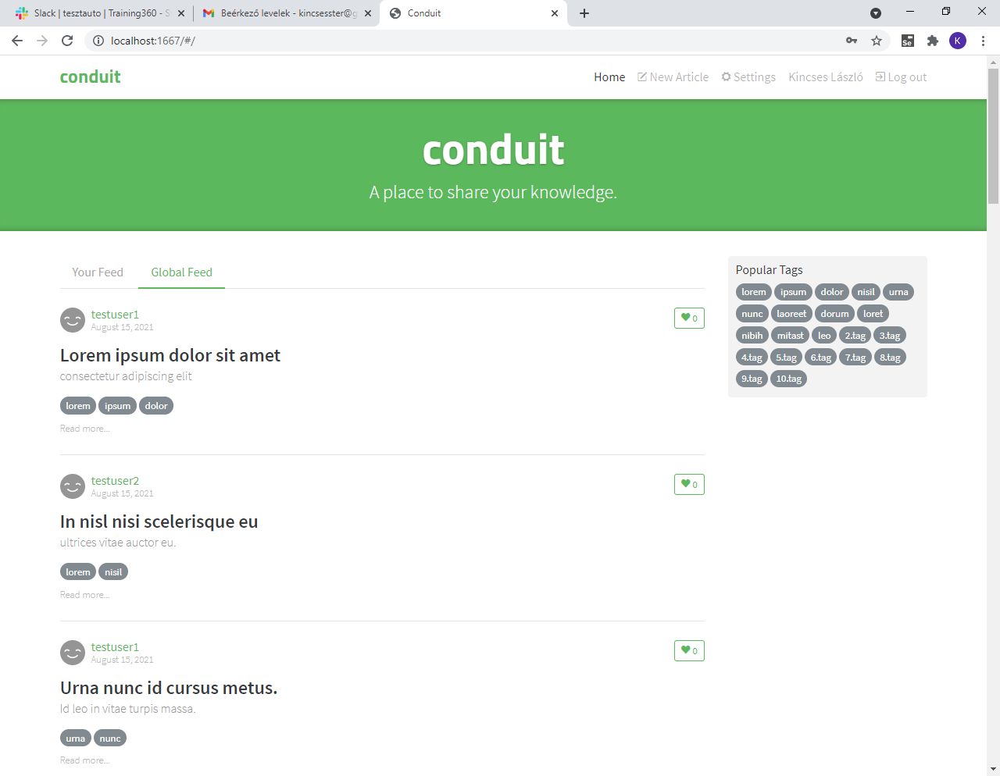 Slack | tesztauto | Training360 - S
Beérkező levelek - kincsesster@g
Conduit
localhost:1667/#/
Se
K
conduit
Home New Article Settings Kincses László Log out
conduit
A place to share your knowledge.
Your Feed Global Feed
testuser1
August 15, 2021
0
Lorem ipsum dolor sit amet
consectetur adipiscing elit
lorem ipsum dolor
Read more...
testuser2
August 15, 2021
0
In nisl nisi scelerisque eu
ultrices vitae auctor eu.
lorem nisil
Read more...
testuser1
August 15, 2021
0
Urna nunc id cursus metus.
Id leo in vitae turpis massa.
urna nunc
Read more...
Popular Tags
lorem ipsum dolor nisil urna
nunc laoreet dorum loret
nibih mitast leo 2.tag 3.tag
4.tag 5.tag 6.tag 7.tag 8.tag
9.tag 10.tag